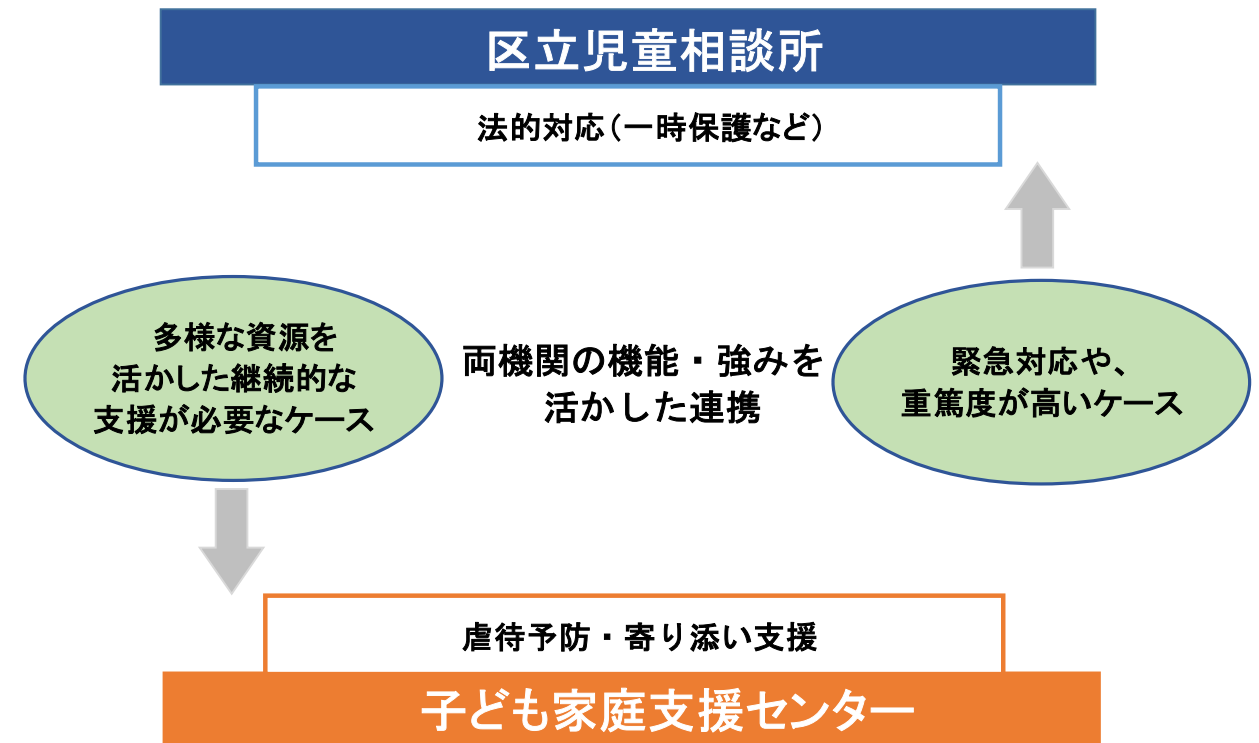 区立児童相談所
法的対応（一時保護など）
多様な資源を
活かした継続的な
支援が必要なケース
両機関の機能・強みを
活かした連携
緊急対応や、
重篤度が高いケース
虐待予防・寄り添い支援
子ども家庭支援センター